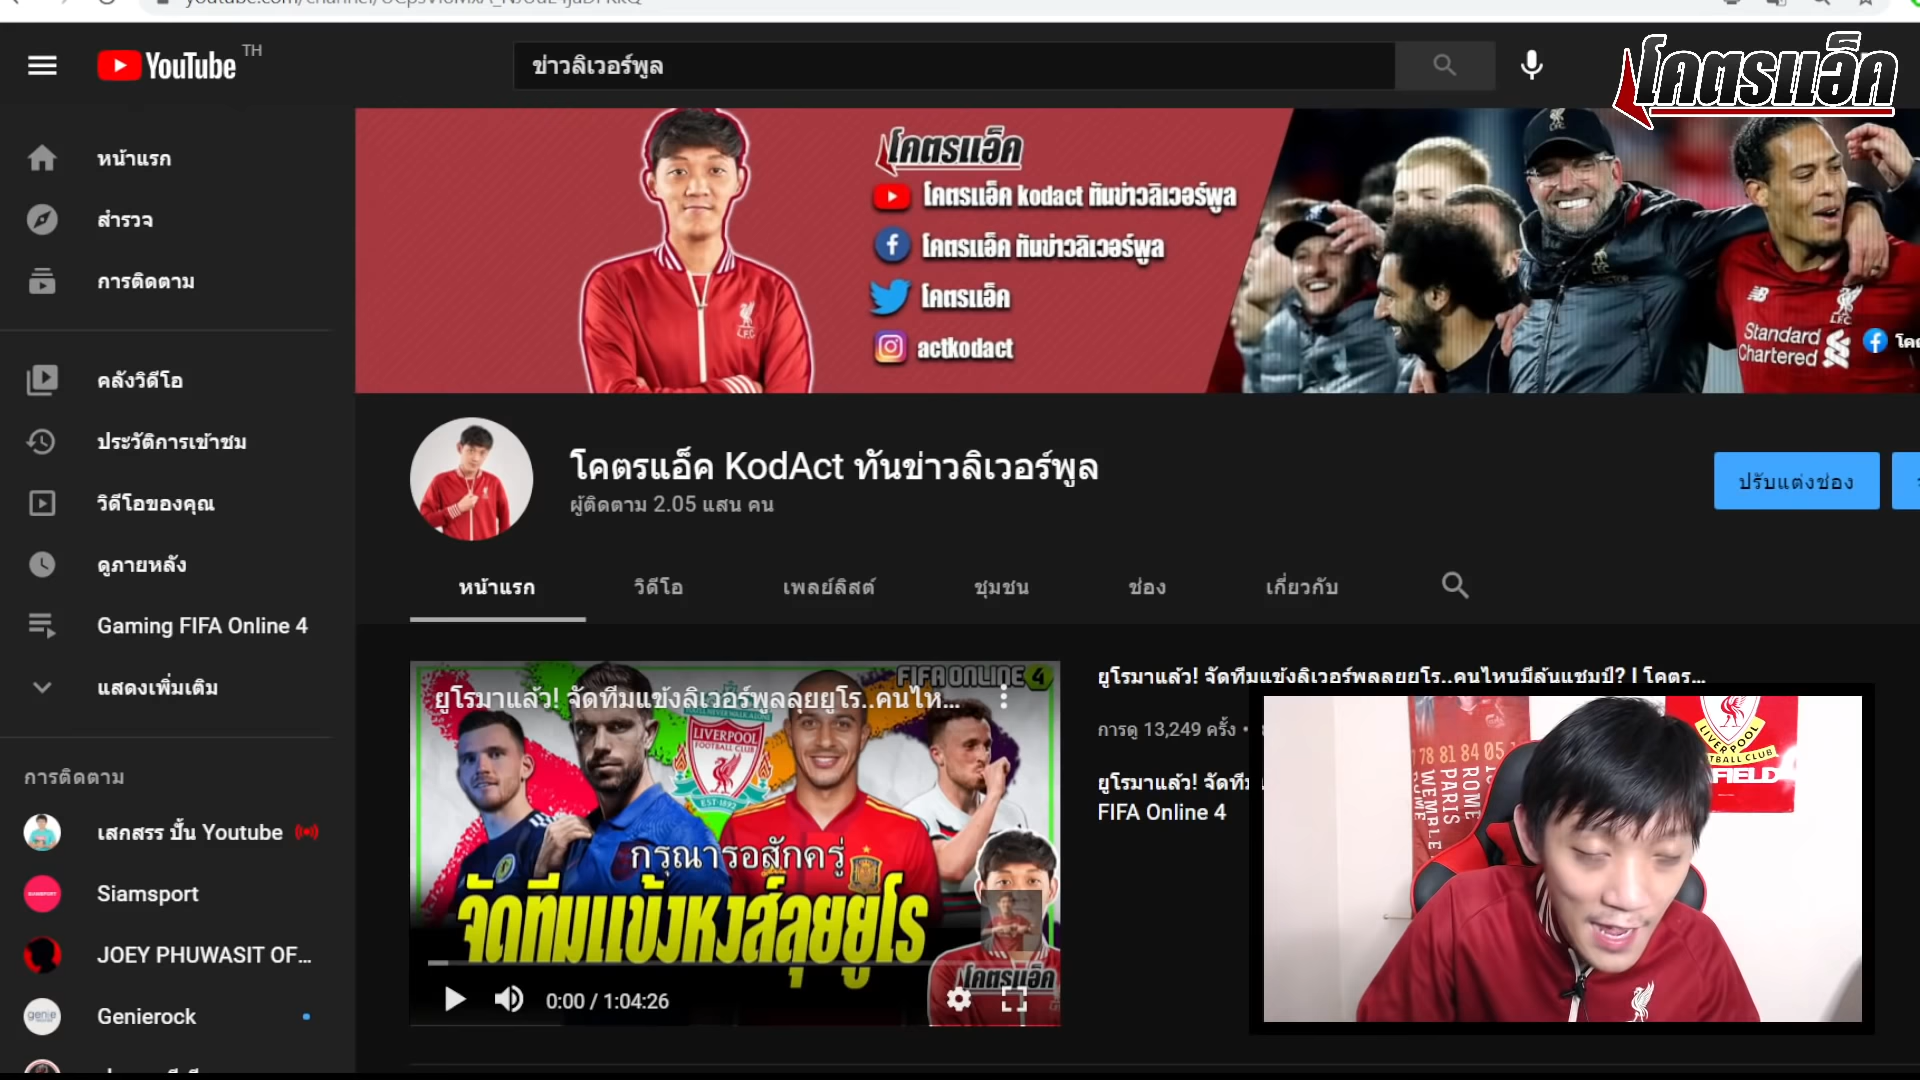 YouTube TH
ข่าวลิเวอร์พูล
โคตรแอ็ค
หน้าแรก
สำรวจ
การติดตาม
คลังวิดีโอ
ประวัติการเข้าชม
วิดีโอของคุณ
ดูภายหลัง
Gaming FIFA Online 4
แสดงเพิ่มเติม
การติดตาม
เสกสรร ปั้น Youtube
Siamsport
JOEY PHUWASIT OF...
Genierock
โคตรแอ็ค
โคตรแอ็ค kodact ทันข่าวลิเวอร์พูล
โคตรแอ็ค ทันข่าวลิเวอร์พูล
โคตรแอ็ค
actkodact
L.F.C
Standard
Chartered
โคตรแอ็ค KodAct ทันข่าวลิเวอร์พูล
ผู้ติดตาม 2.05 แสน คน
ปรับแต่งช่อง
หน้าแรก
วิดีโอ
เพลย์ลิสต์
ชุมชน
ช่อง
เกี่ยวกับ
FIFA ONLINE 4
ยูโรมาแล้ว! จัดทีมแข้งลิเวอร์พูลลุยยูโร..คนไห...
LIVERPOOL
FOOTBALL CLUB
EST·1892
กรุณารอสักครู่
จัดทีมแข้งหงส์ลุยยูโร
โคตรแอ็ค
0:00 / 1:04:26
ยูโรมาแล้ว! จัดทีมแข้งลิเวอร์พูลลุยยูโร..คนไหนมีลุ้นแชมป์? l โคตร...
การดู 13,249 ครั้ง •
ยูโรมาแล้ว! จัดทีม
FIFA Online 4
78 81 84 05
ROME
PARIS
WEMBLE
ROME
LIVERPOOL
TBALL CLUB
NFIELD